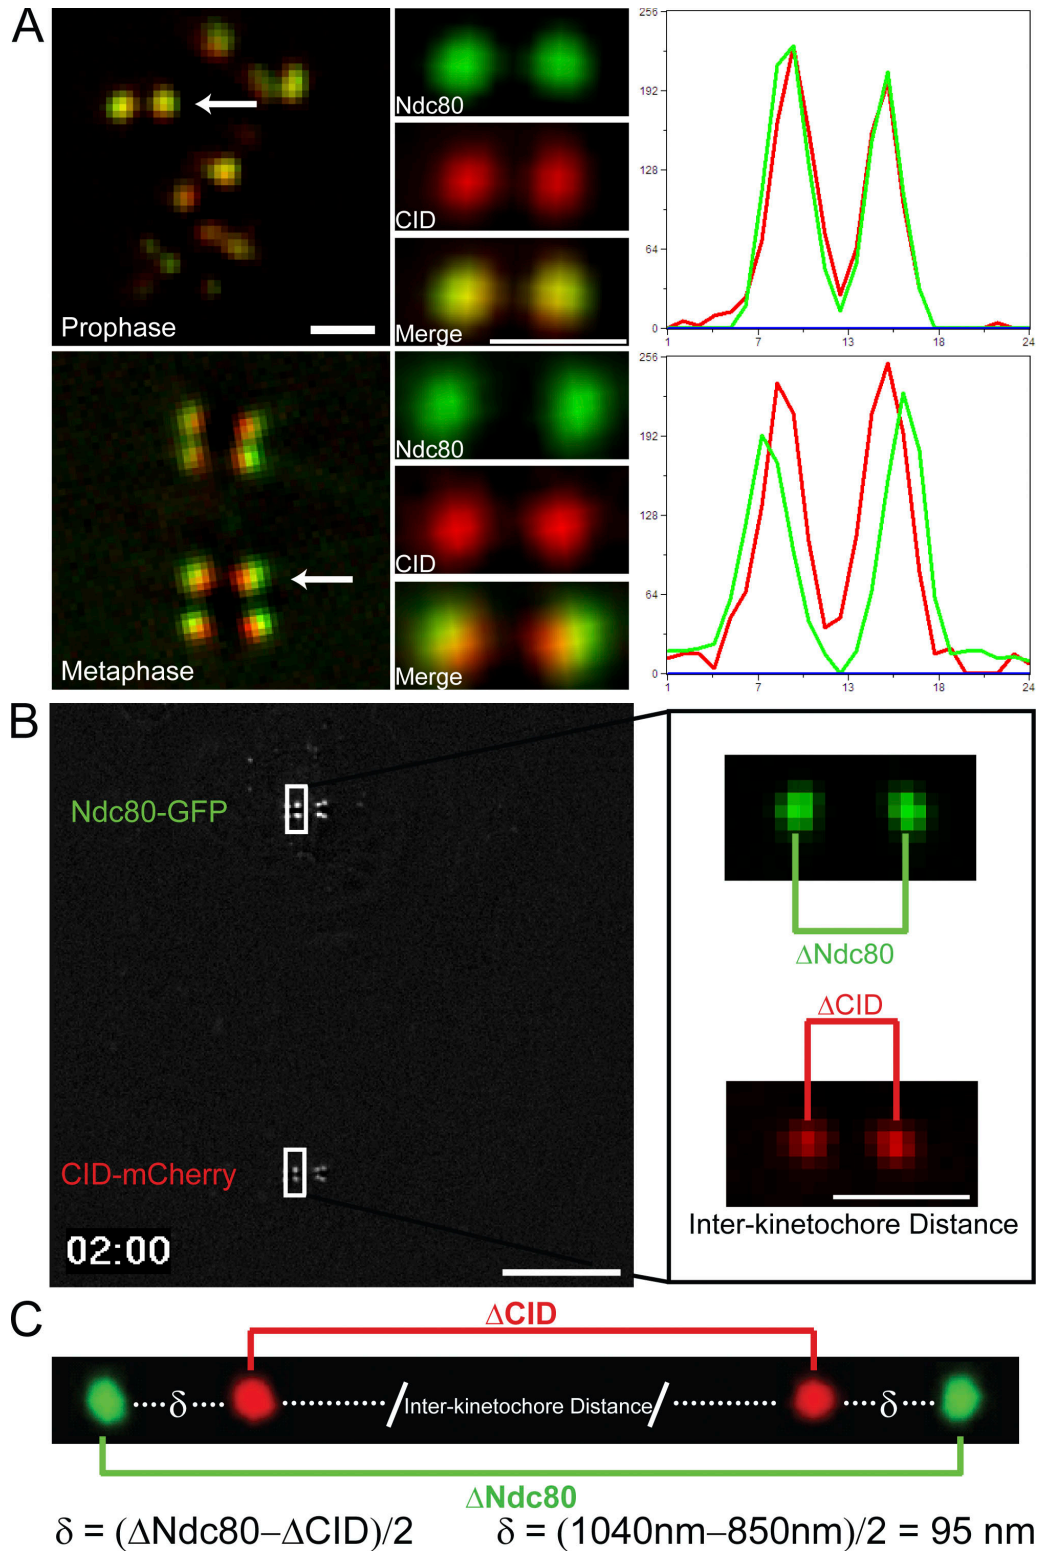 A
Prophase
Ndc80
CID
Merge
256
192
128
64
0
1 7 13 18 24
Metaphase
Ndc80
CID
Merge
256
192
128
64
0
1 7 13 18 24
B
Ndc80-GFP
CID-mCherry
02:00
ΔNdc80
ΔCID
Inter-kinetochore Distance
C
ΔCID
δ Inter-kinetochore Distance δ
ΔNdc80
δ = (ΔNdc80–ΔCID)/2 δ = (1040nm–850nm)/2 = 95 nm